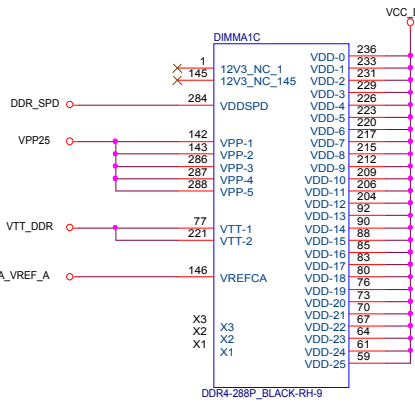 VCC_D
DIMMA1C
1 12V3_NC_1
145 12V3_NC_145
DDR_SPD 284 VDDSPD
VPP25 142 VPP-1
143 VPP-2
286 VPP-3
287 VPP-4
288 VPP-5
VTT_DDR 77 VTT-1
221 VTT-2
A_VREF_A 146 VREFCA
X3 X3
X2 X2
X1 X1
VDD-0 236
VDD-1 233
VDD-2 231
VDD-3 229
VDD-4 226
VDD-5 223
VDD-6 220
VDD-7 217
VDD-8 215
VDD-9 212
VDD-10 209
VDD-11 206
VDD-12 204
VDD-13 92
VDD-14 90
VDD-15 88
VDD-16 85
VDD-17 83
VDD-18 80
VDD-19 76
VDD-20 73
VDD-21 70
VDD-22 67
VDD-23 64
VDD-24 61
VDD-25 59
DDR4-288P_BLACK-RH-9